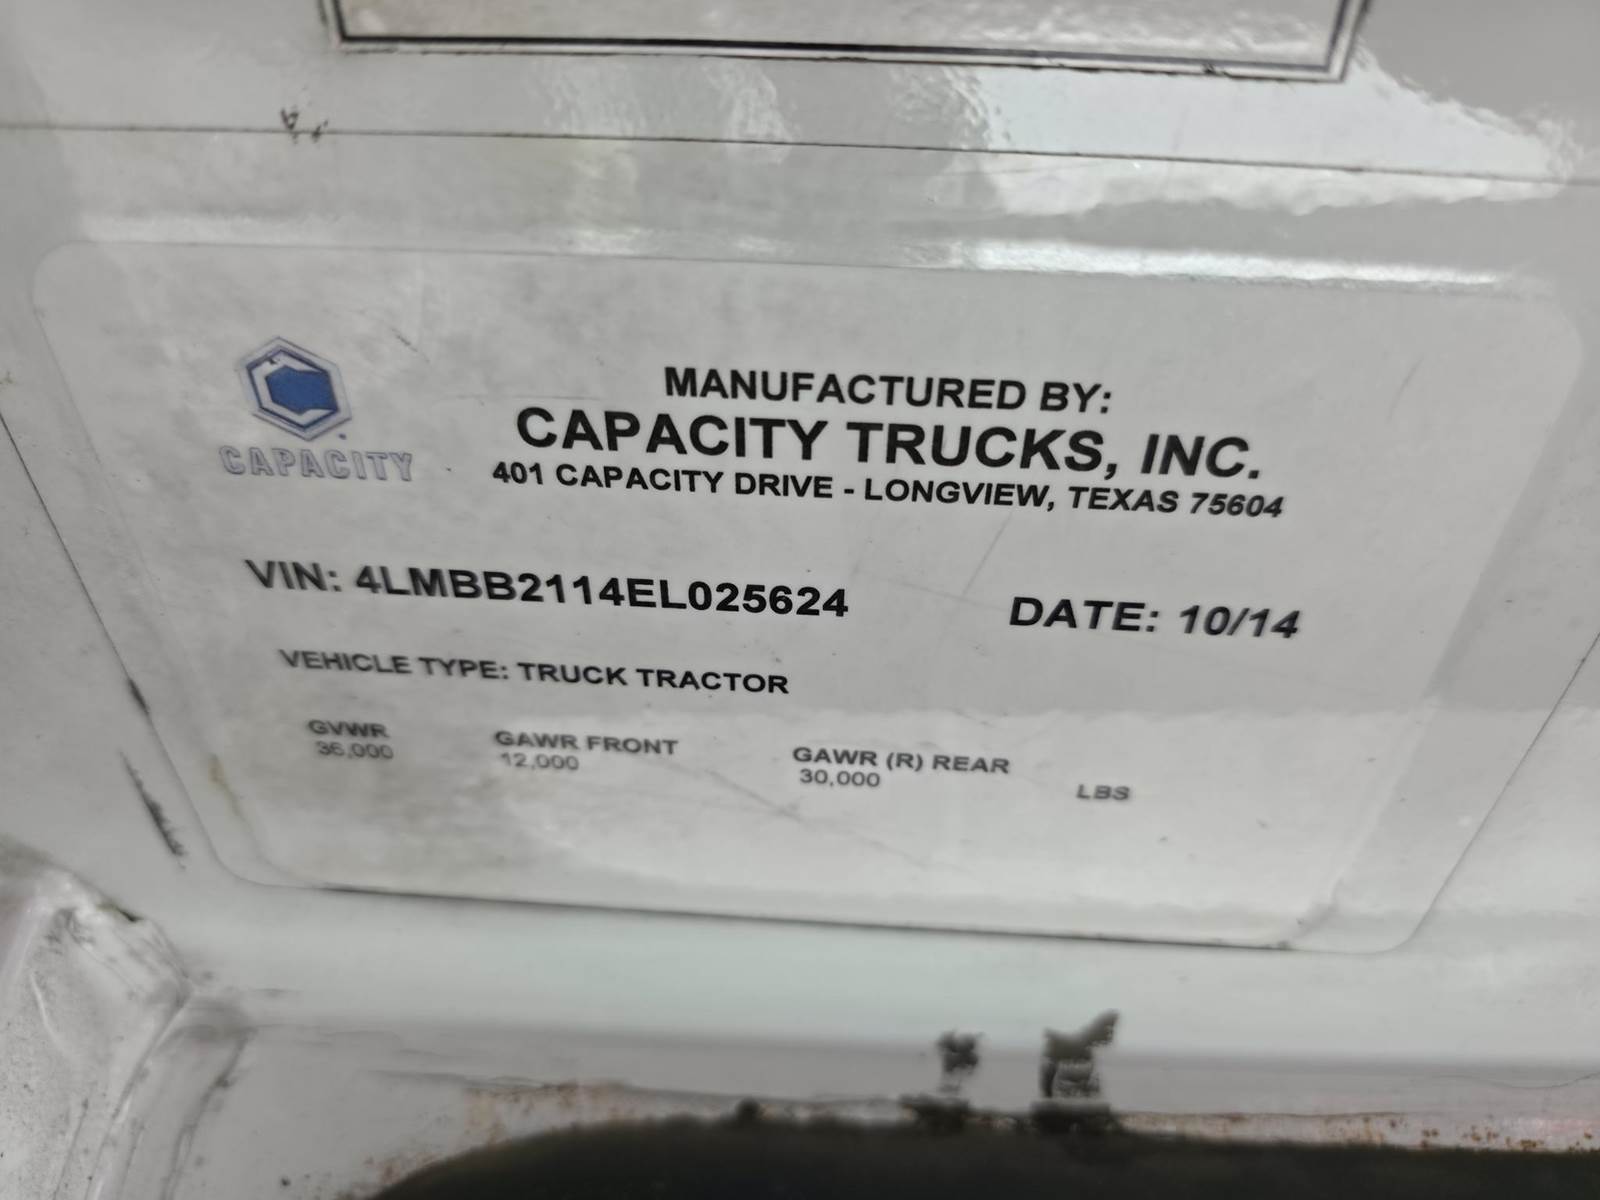 CAPACITY
MANUFACTURED BY:
CAPACITY TRUCKS, INC.
401 CAPACITY DRIVE - LONGVIEW, TEXAS 75604
VIN: 4LMBB2114EL025624
DATE: 10/14
VEHICLE TYPE: TRUCK TRACTOR
GVWR GAWR FRONT GAWR (R) REAR
36,000 12,000 30,000 LBS